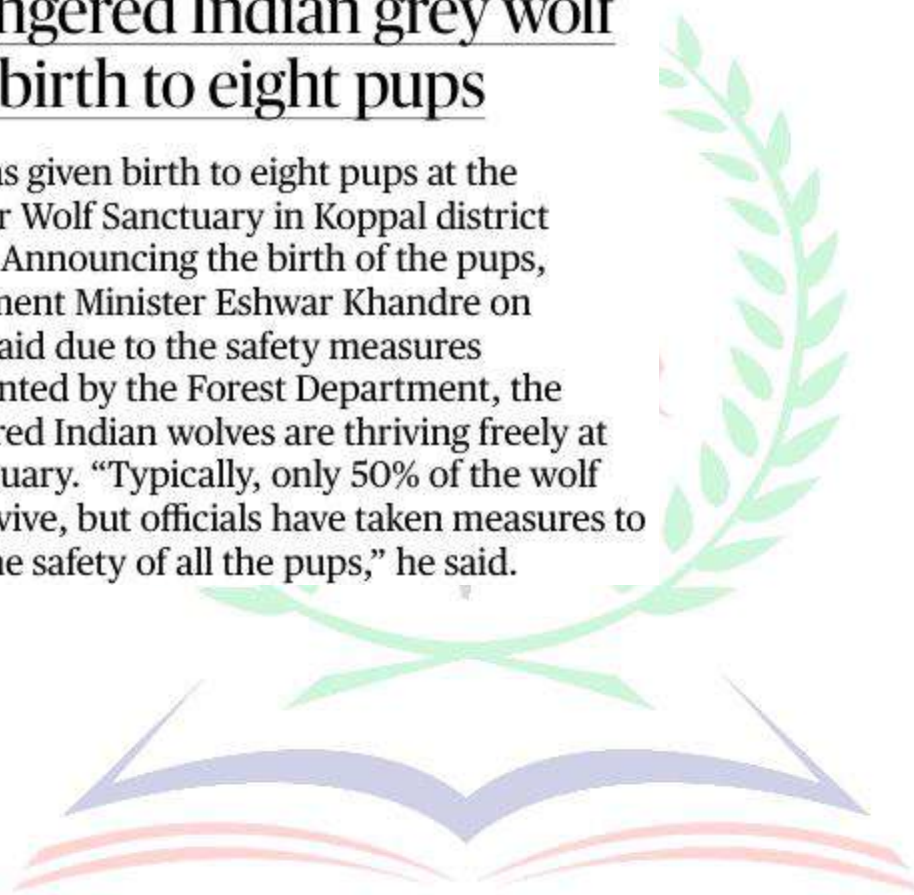 ngered Indian grey wolf
birth to eight pups
as given birth to eight pups at the
r Wolf Sanctuary in Koppal district
Announcing the birth of the pups,
ment Minister Eshwar Khandre on
aid due to the safety measures
nted by the Forest Department, the
red Indian wolves are thriving freely at
uary. “Typically, only 50% of the wolf
vive, but officials have taken measures to
he safety of all the pups,” he said.